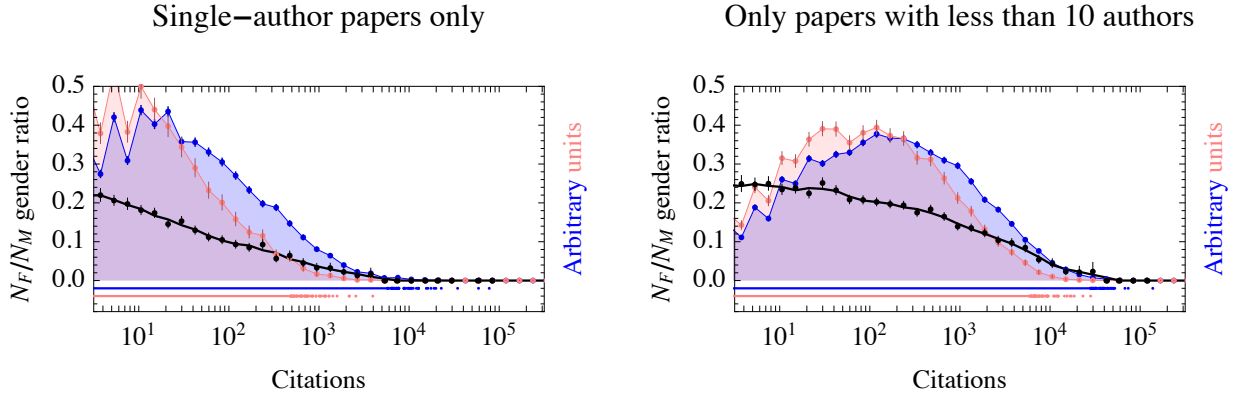 Single−author papers only
0.5
0.4
0.3
0.2
0.1
0.0
N_F/N_M gender ratio
Arbitrary units
10^1 10^2 10^3 10^4 10^5
Citations
Only papers with less than 10 authors
0.5
0.4
0.3
0.2
0.1
0.0
N_F/N_M gender ratio
Arbitrary units
10^1 10^2 10^3 10^4 10^5
Citations